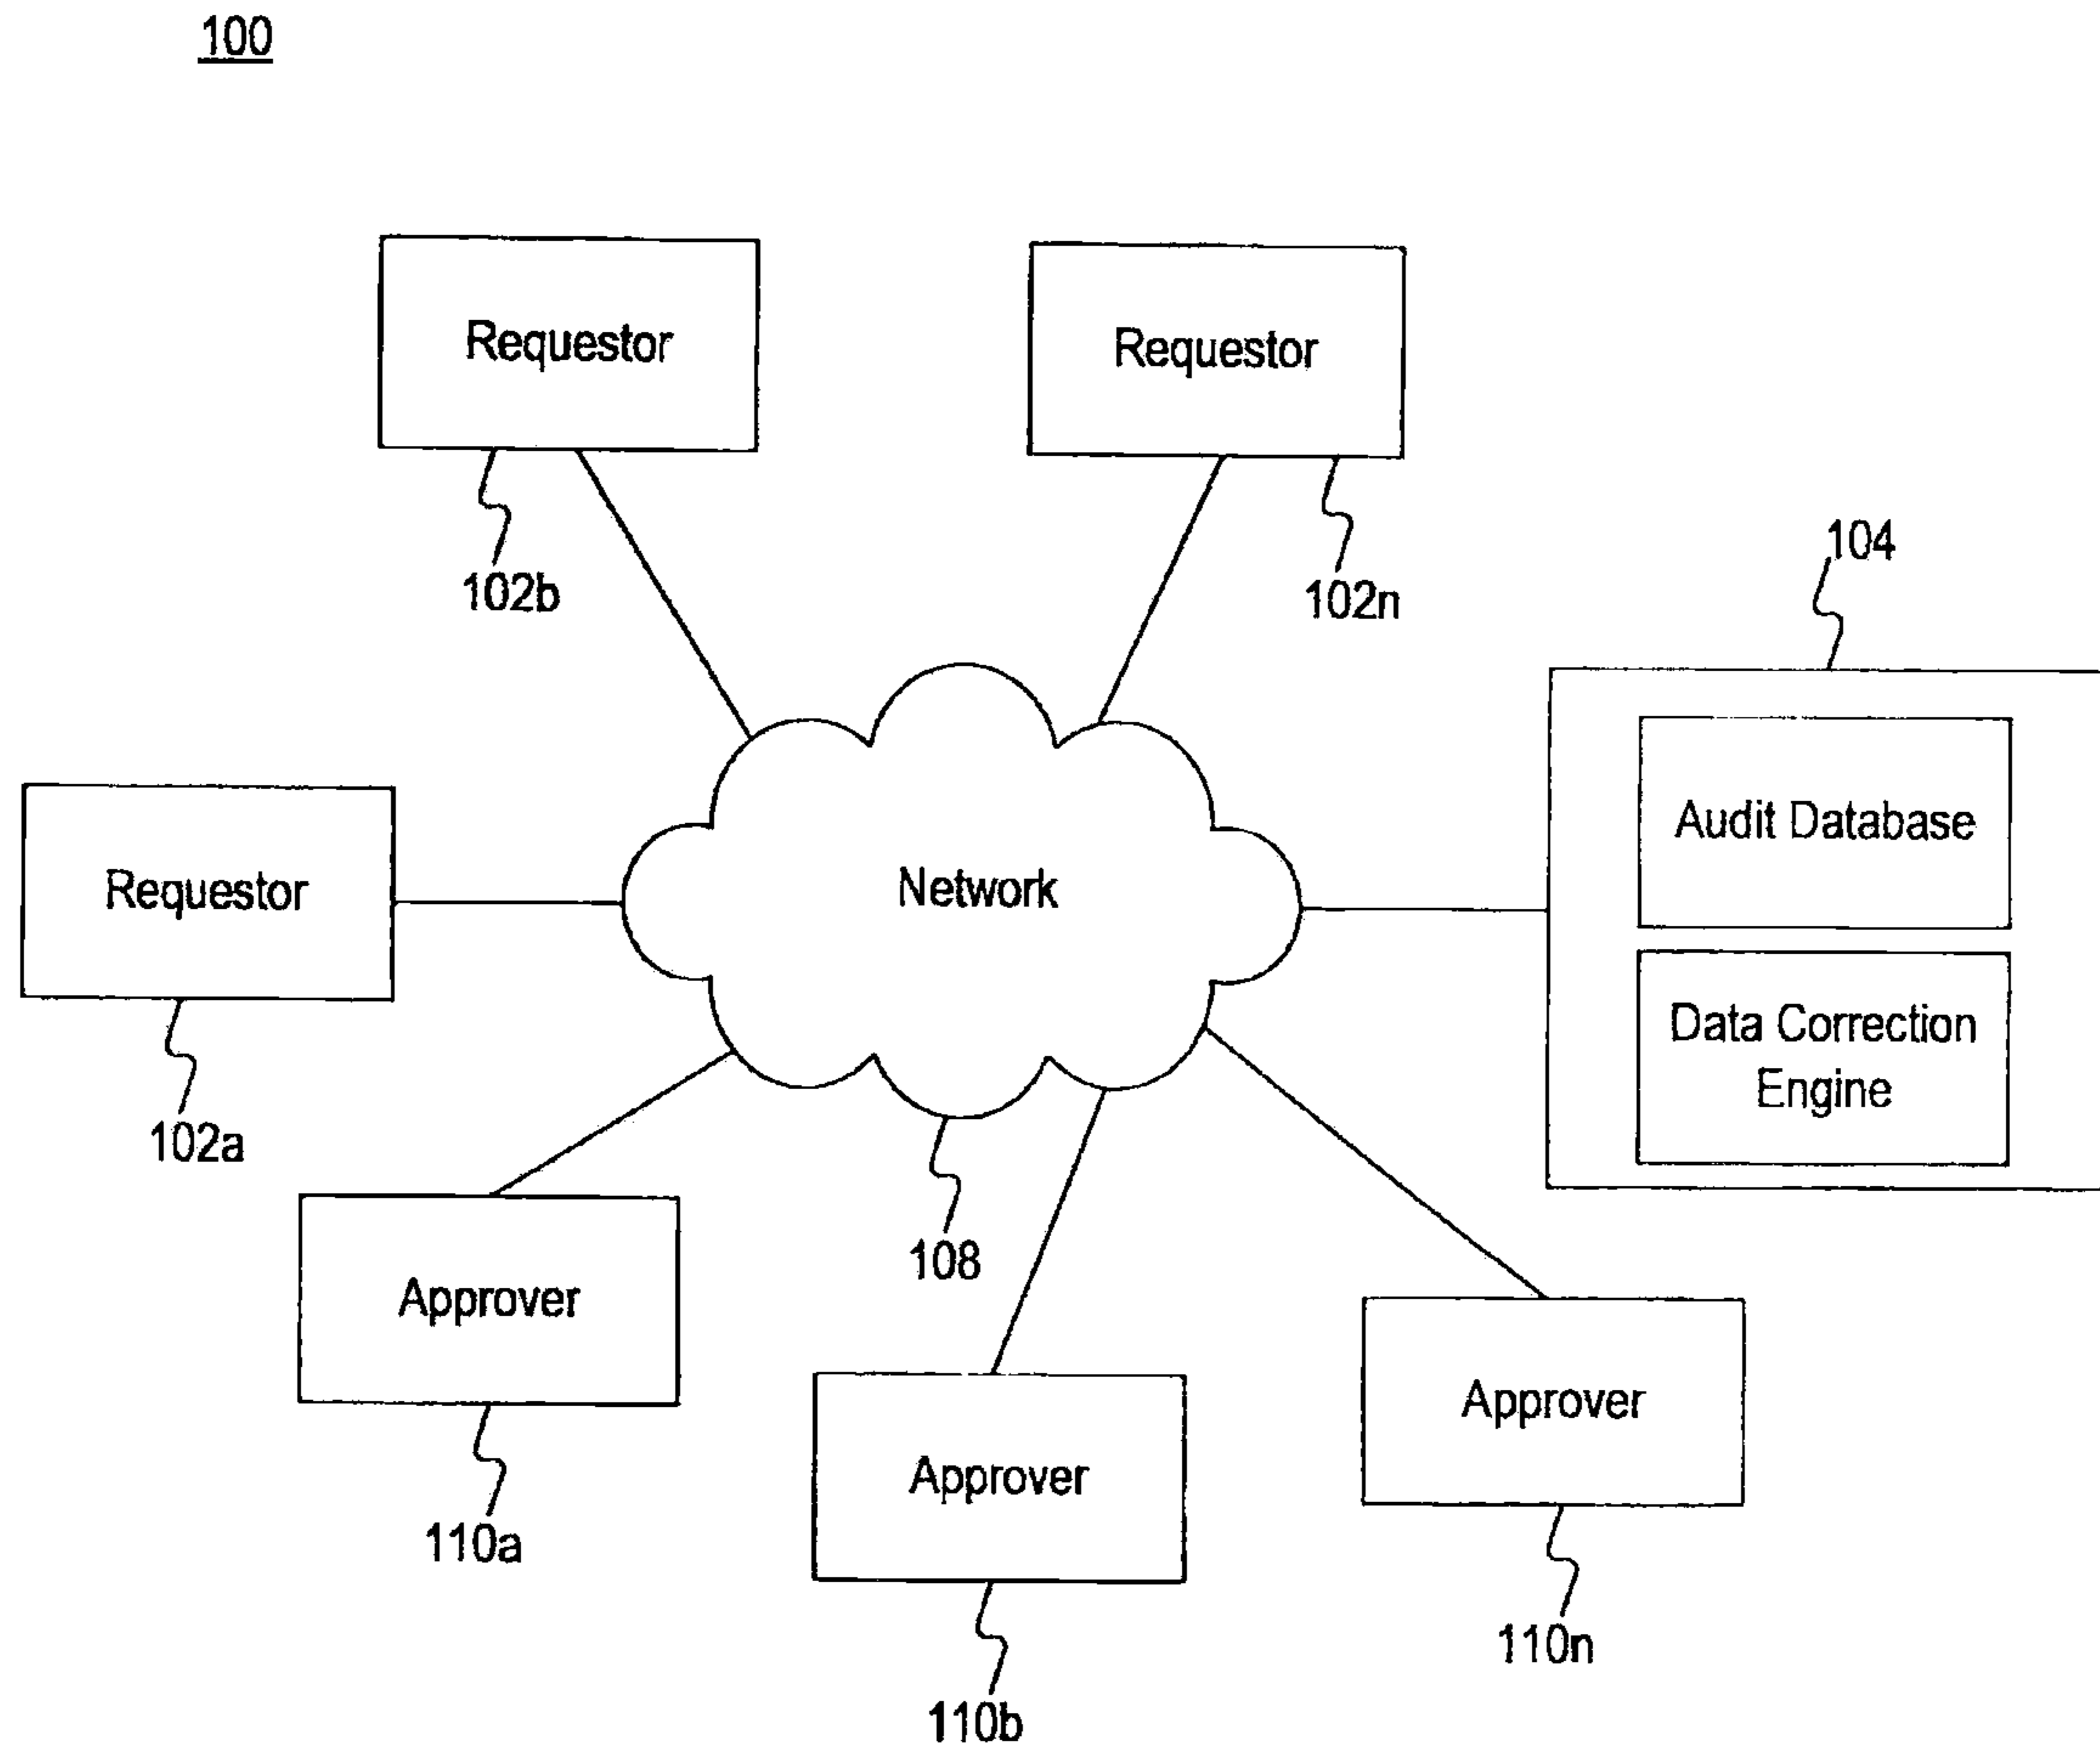 100
Requestor
Requestor
102b
102n
104
Audit Database
Requestor
Network
Data Correction
Engine
102a
108
Approver
Approver
Approver
110a
110n
110b